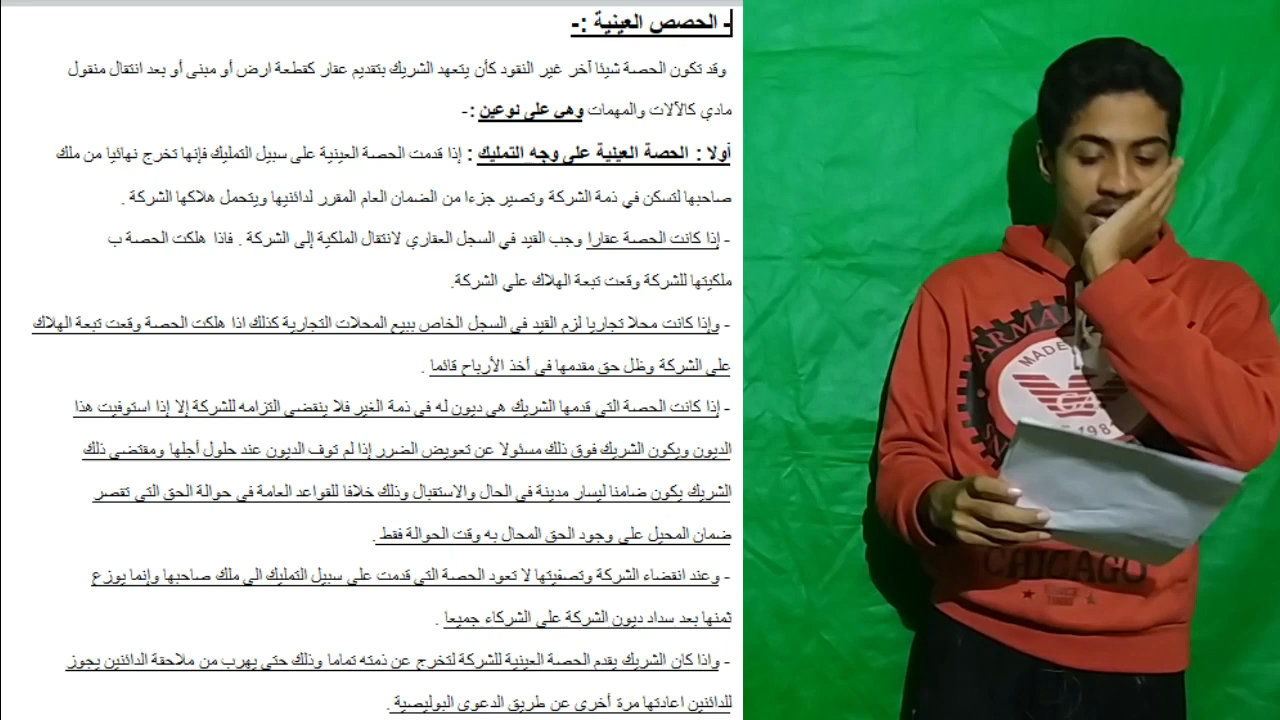 - الحصص العينية :-
وقد تكون الحصة شيئا آخر غير النقود كأن يتعهد الشريك بتقديم عقار كقطعة ارض أو مبنى أو بعد انتقال منقول
مادي كالآلات والمهمات وهى على نوعين :-
أولا : الحصة العينية على وجه التمليك : إذا قدمت الحصة العينية على سبيل التمليك فإنها تخرج نهائيا من ملك
صاحبها لتسكن في ذمة الشركة وتصير جزءا من الضمان العام المقرر لدائنيها ويتحمل هلاكها الشركة .
- إذا كانت الحصة عقارا وجب القيد في السجل العقاري لانتقال الملكية إلى الشركة . فاذا هلكت الحصة ب
ملكيتها للشركة وقعت تبعة الهلاك على الشركة.
- وإذا كانت محلا تجاريا لزم القيد فى السجل الخاص ببيع المحلات التجارية كذلك اذا هلكت الحصة وقعت تبعة الهلاك
على الشركة وظل حق مقدمها فى أخذ الأرباح قائما .
- إذا كانت الحصة التى قدمها الشريك هى ديون له فى ذمة الغير فلا ينقضى التزامه للشركة إلا إذا استوفيت هذا
الديون ويكون الشريك فوق ذلك مسئولا عن تعويض الضرر إذا لم توف الديون عند حلول أجلها ومقتضى ذلك
الشريك يكون ضامنا ليسار مدينة فى الحال والاستقبال وذلك خلافا للقواعد العامة فى حوالة الحق التى تقصر
ضمان المحيل على وجود الحق المحال به وقت الحوالة فقط .
- وعند انقضاء الشركة وتصفيتها لا تعود الحصة التى قدمت على سبيل التمليك الى ملك صاحبها وإنما يوزع
ثمنها بعد سداد ديون الشركة على الشركاء جميعا .
- واذا كان الشريك يقدم الحصة العينية للشركة لتخرج عن ذمته تماما وذلك حتى يهرب من ملاحقة الدائنين يجوز
للدائنين اعادتها مرة أخرى عن طريق الدعوى البوليصية .
ARMA
MADE
1981
CHICAGO